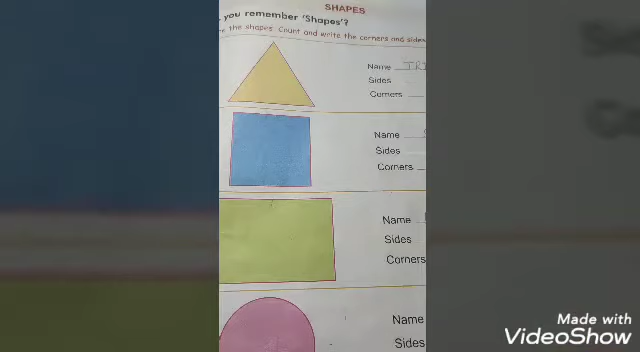 SHAPES
you remember 'Shapes'?
the shapes. Count and write the corners and sides
Name
Sides
Corners
Name
Sides
Corners
Name
Sides
Corners
Name
Sides
Made with
VideoShow